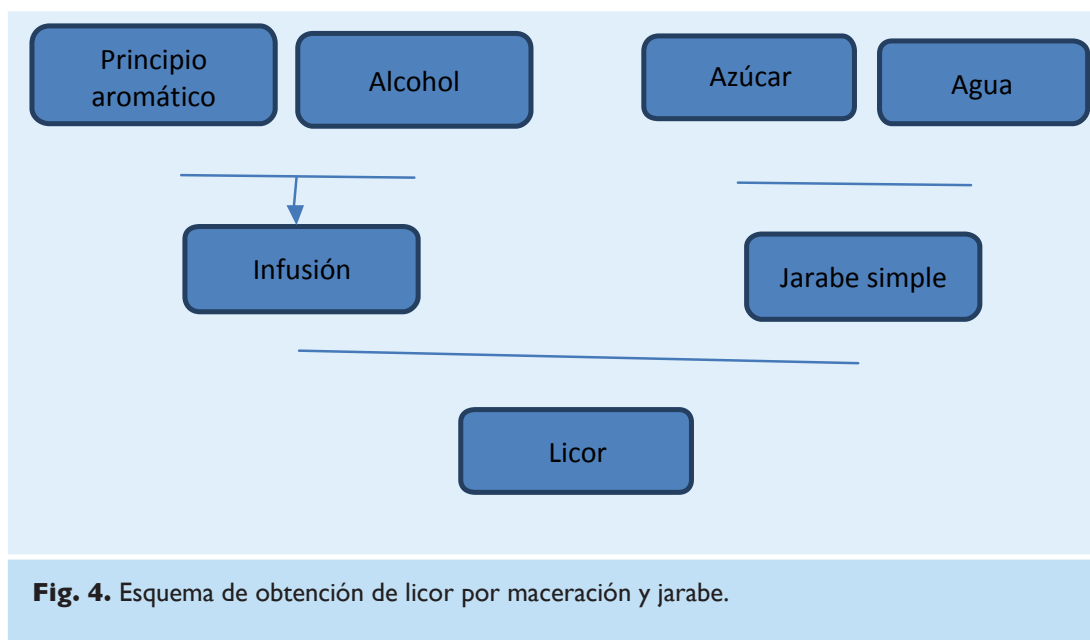 Principio
aromático
Alcohol
Azúcar
Agua
Infusión
Jarabe simple
Licor
Fig. 4. Esquema de obtención de licor por maceración y jarabe.